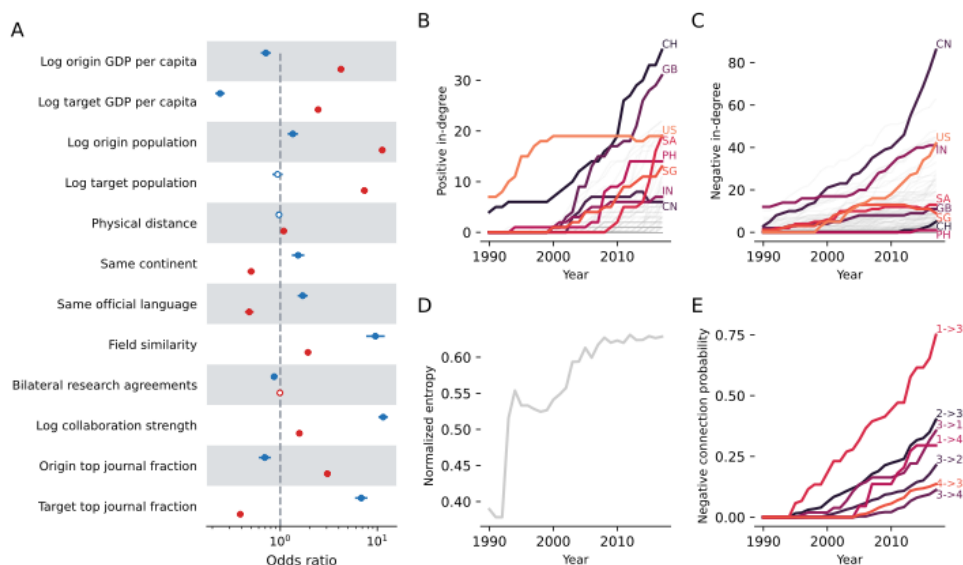 A
Log origin GDP per capita
Log target GDP per capita
Log origin population
Log target population
Physical distance
Same continent
Same official language
Field similarity
Bilateral research agreements
Log collaboration strength
Origin top journal fraction
Target top journal fraction
10⁰
10¹
Odds ratio
B
Positive in-degree
30
20
10
0
1990
2000
2010
Year
CH
GB
US
SA
PH
SG
IN
CN
C
Negative in-degree
80
60
40
20
0
1990
2000
2010
Year
CN
US
IN
SA
GB
SG
CH
PH
D
Normalized entropy
0.60
0.55
0.50
0.45
0.40
1990
2000
2010
Year
E
Negative connection probability
0.75
0.50
0.25
0.00
1990
2000
2010
Year
1->3
2->3
3->1
1->4
3->2
4->3
3->4